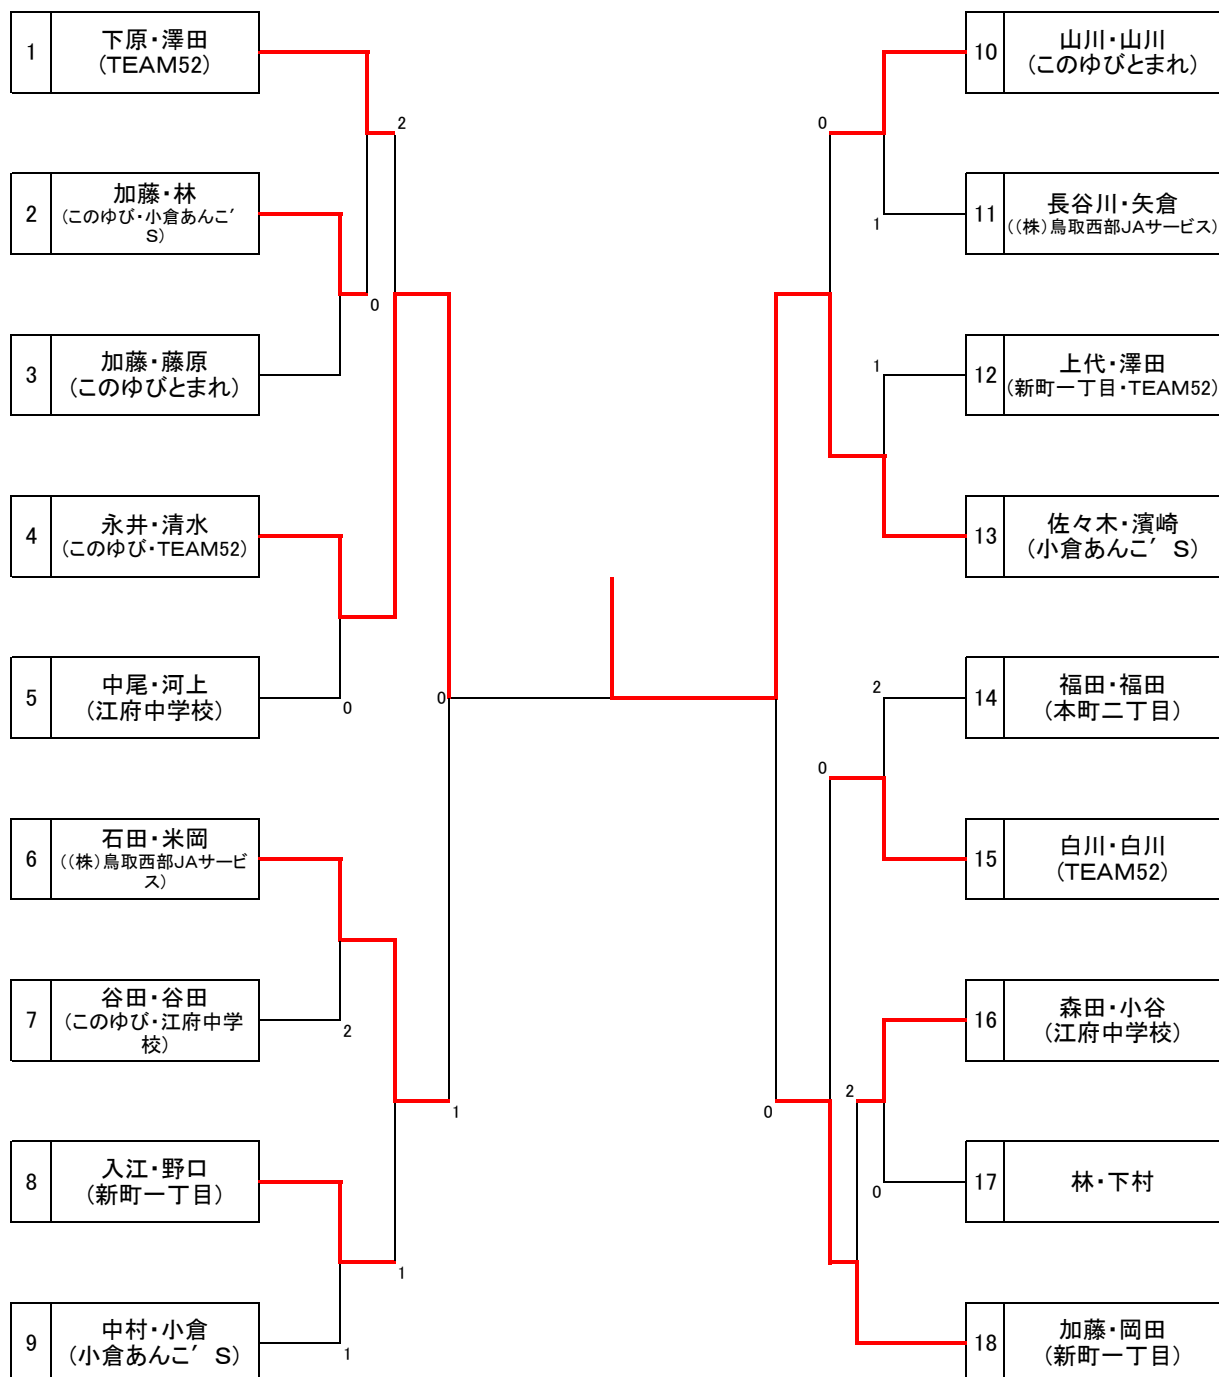 1
下原・澤田
(TEAM52)
2
加藤・林
(このゆび・小倉あんこ’
S)
3
加藤・藤原
(このゆびとまれ)
4
永井・清水
(このゆび・TEAM52)
5
中尾・河上
(江府中学校)
6
石田・米岡
((株)鳥取西部JAサービ
ス)
7
谷田・谷田
(このゆび・江府中学
校)
8
入江・野口
(新町一丁目)
9
中村・小倉
(小倉あんこ’S)
2
0
0
0
2
1
1
1
10
山川・山川
(このゆびとまれ)
11
長谷川・矢倉
((株)鳥取西部JAサービス)
12
上代・澤田
(新町一丁目・TEAM52)
13
佐々木・濱崎
(小倉あんこ’S)
14
福田・福田
(本町二丁目)
15
白川・白川
(TEAM52)
16
森田・小谷
(江府中学校)
17
林・下村
18
加藤・岡田
(新町一丁目)
0
1
1
2
0
2
0
0